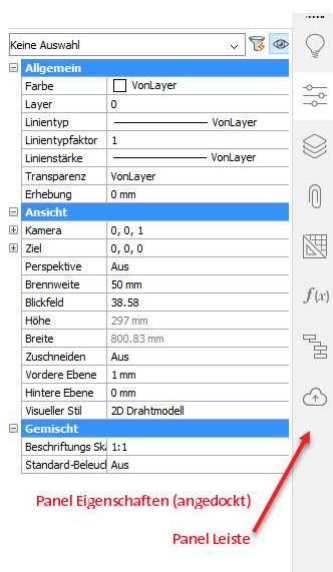 Keine Auswahl
Allgemein
Farbe VonLayer
Layer 0
Linientyp VonLayer
Linientypfaktor 1
Linienstärke VonLayer
Transparenz VonLayer
Erhebung 0 mm
Ansicht
Kamera 0, 0, 1
Ziel 0, 0, 0
Perspektive Aus
Brennweite 50 mm
Blickfeld 38.58
Höhe 297 mm
Breite 800.83 mm
Zuschneiden Aus
Vordere Ebene 1 mm
Hintere Ebene 0 mm
Visueller Stil 2D Drahtmodell
Gemischt
Beschriftungs Ska 1:1
Standard-Beleuch Aus
f(x)
Panel Eigenschaften (angedockt)
Panel Leiste